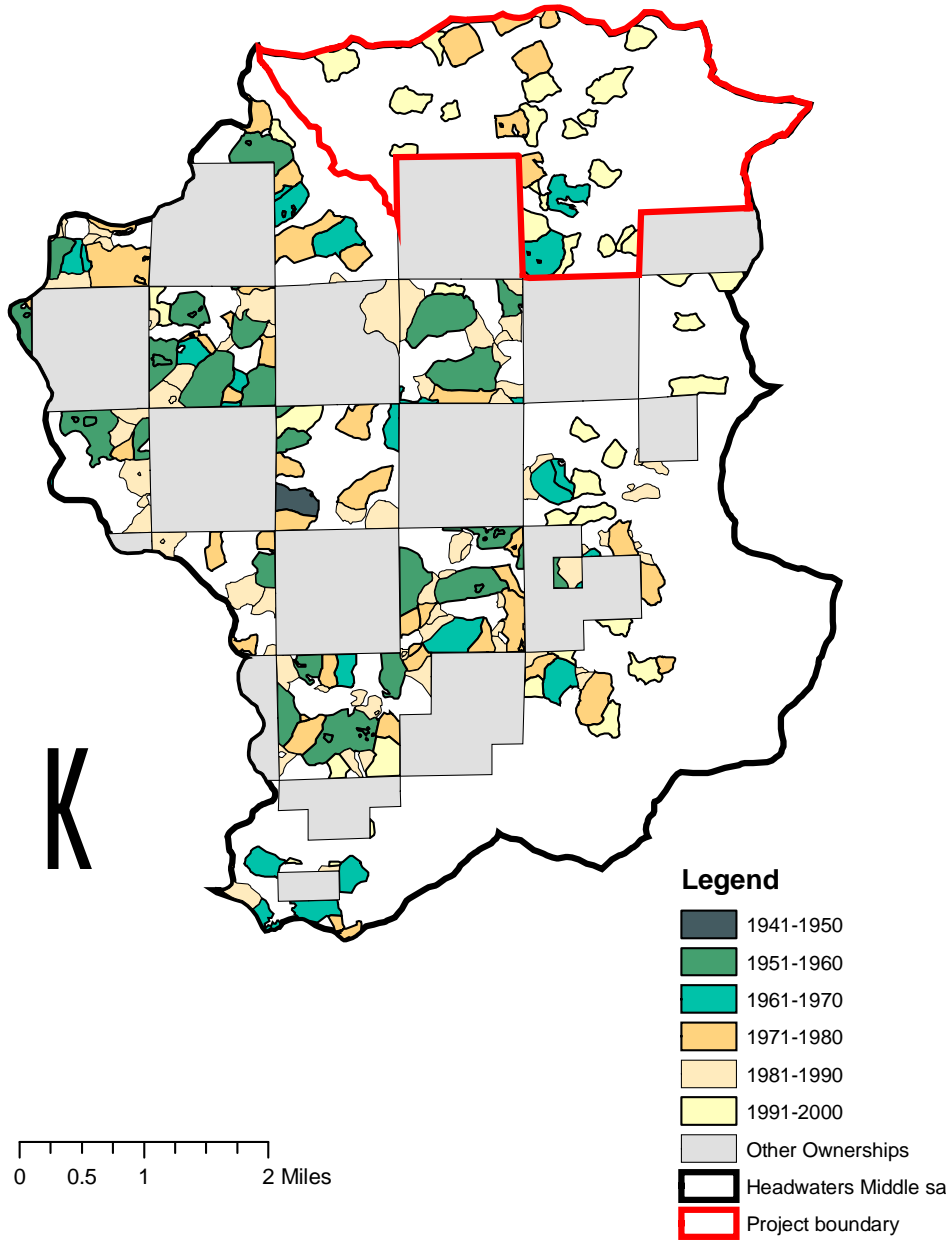 K
Legend
1941-1950
1951-1960
1961-1970
1971-1980
1981-1990
1991-2000
Other Ownerships
Headwaters Middle sa
Project boundary
0 0.5 1 2 Miles